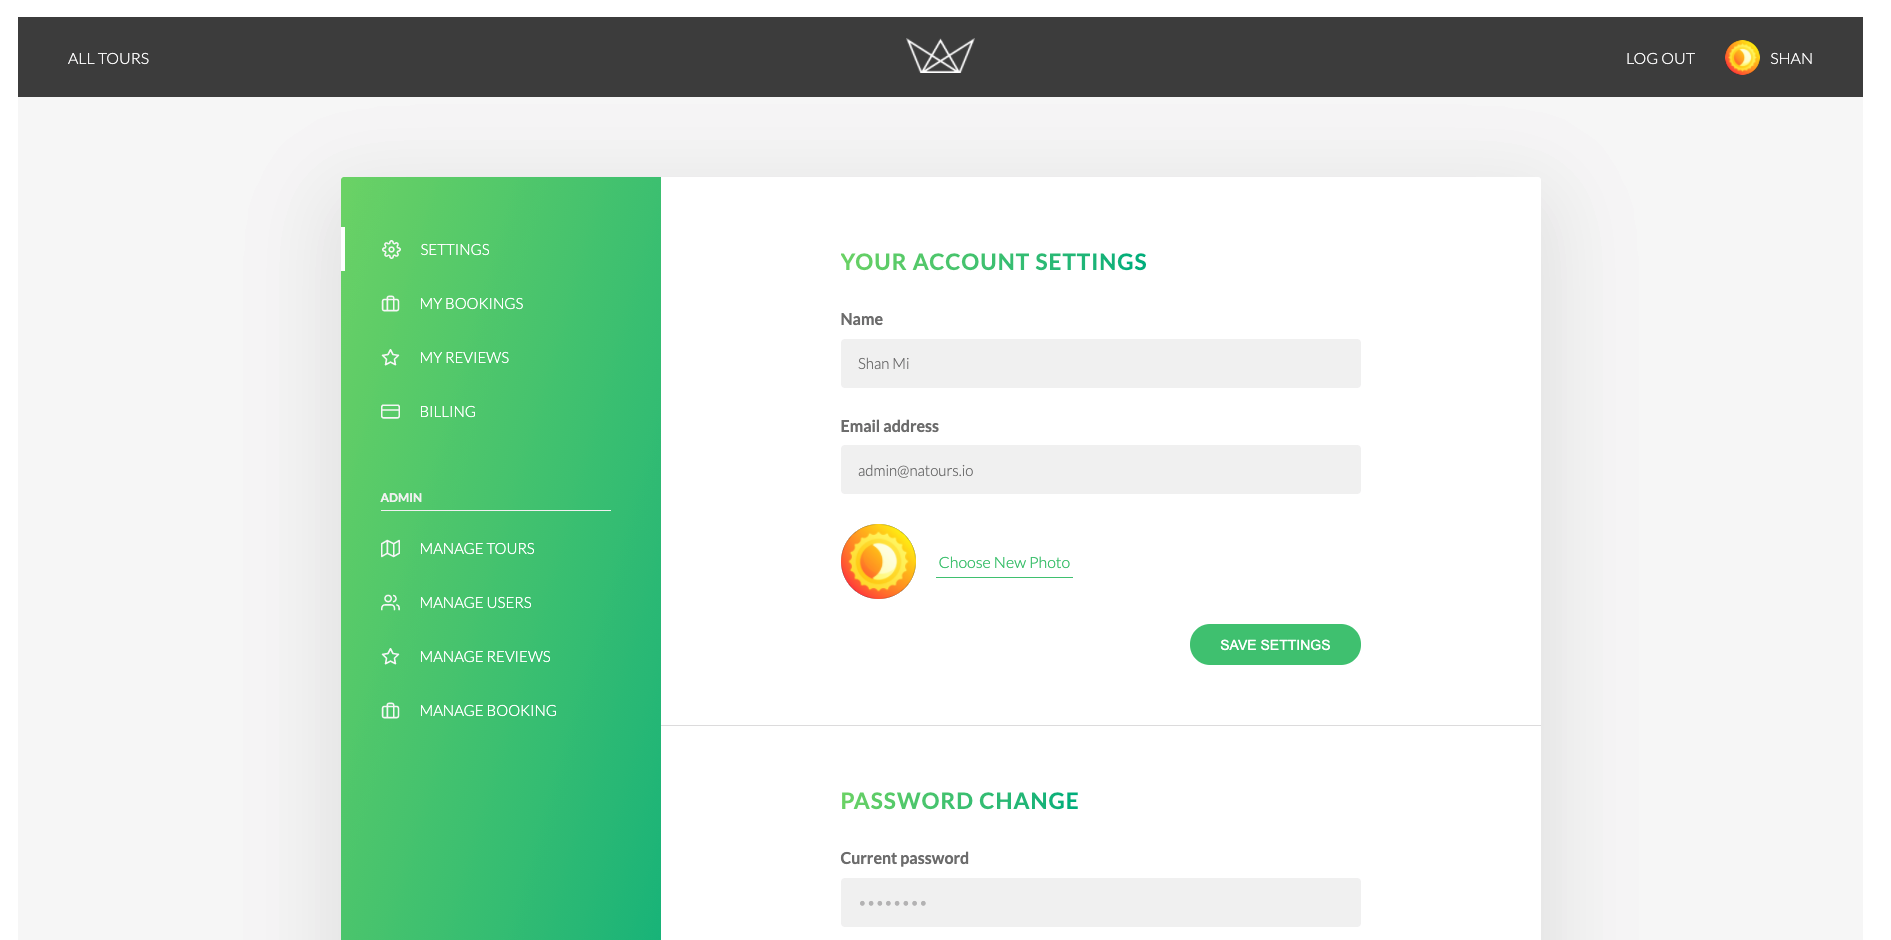 ALL TOURS
LOG OUT
SHAN
SETTINGS
MY BOOKINGS
MY REVIEWS
BILLING
ADMIN
MANAGE TOURS
MANAGE USERS
MANAGE REVIEWS
MANAGE BOOKING
YOUR ACCOUNT SETTINGS
Name
Shan Mi
Email address
admin@natours.io
Choose New Photo
SAVE SETTINGS
PASSWORD CHANGE
Current password
••••••••